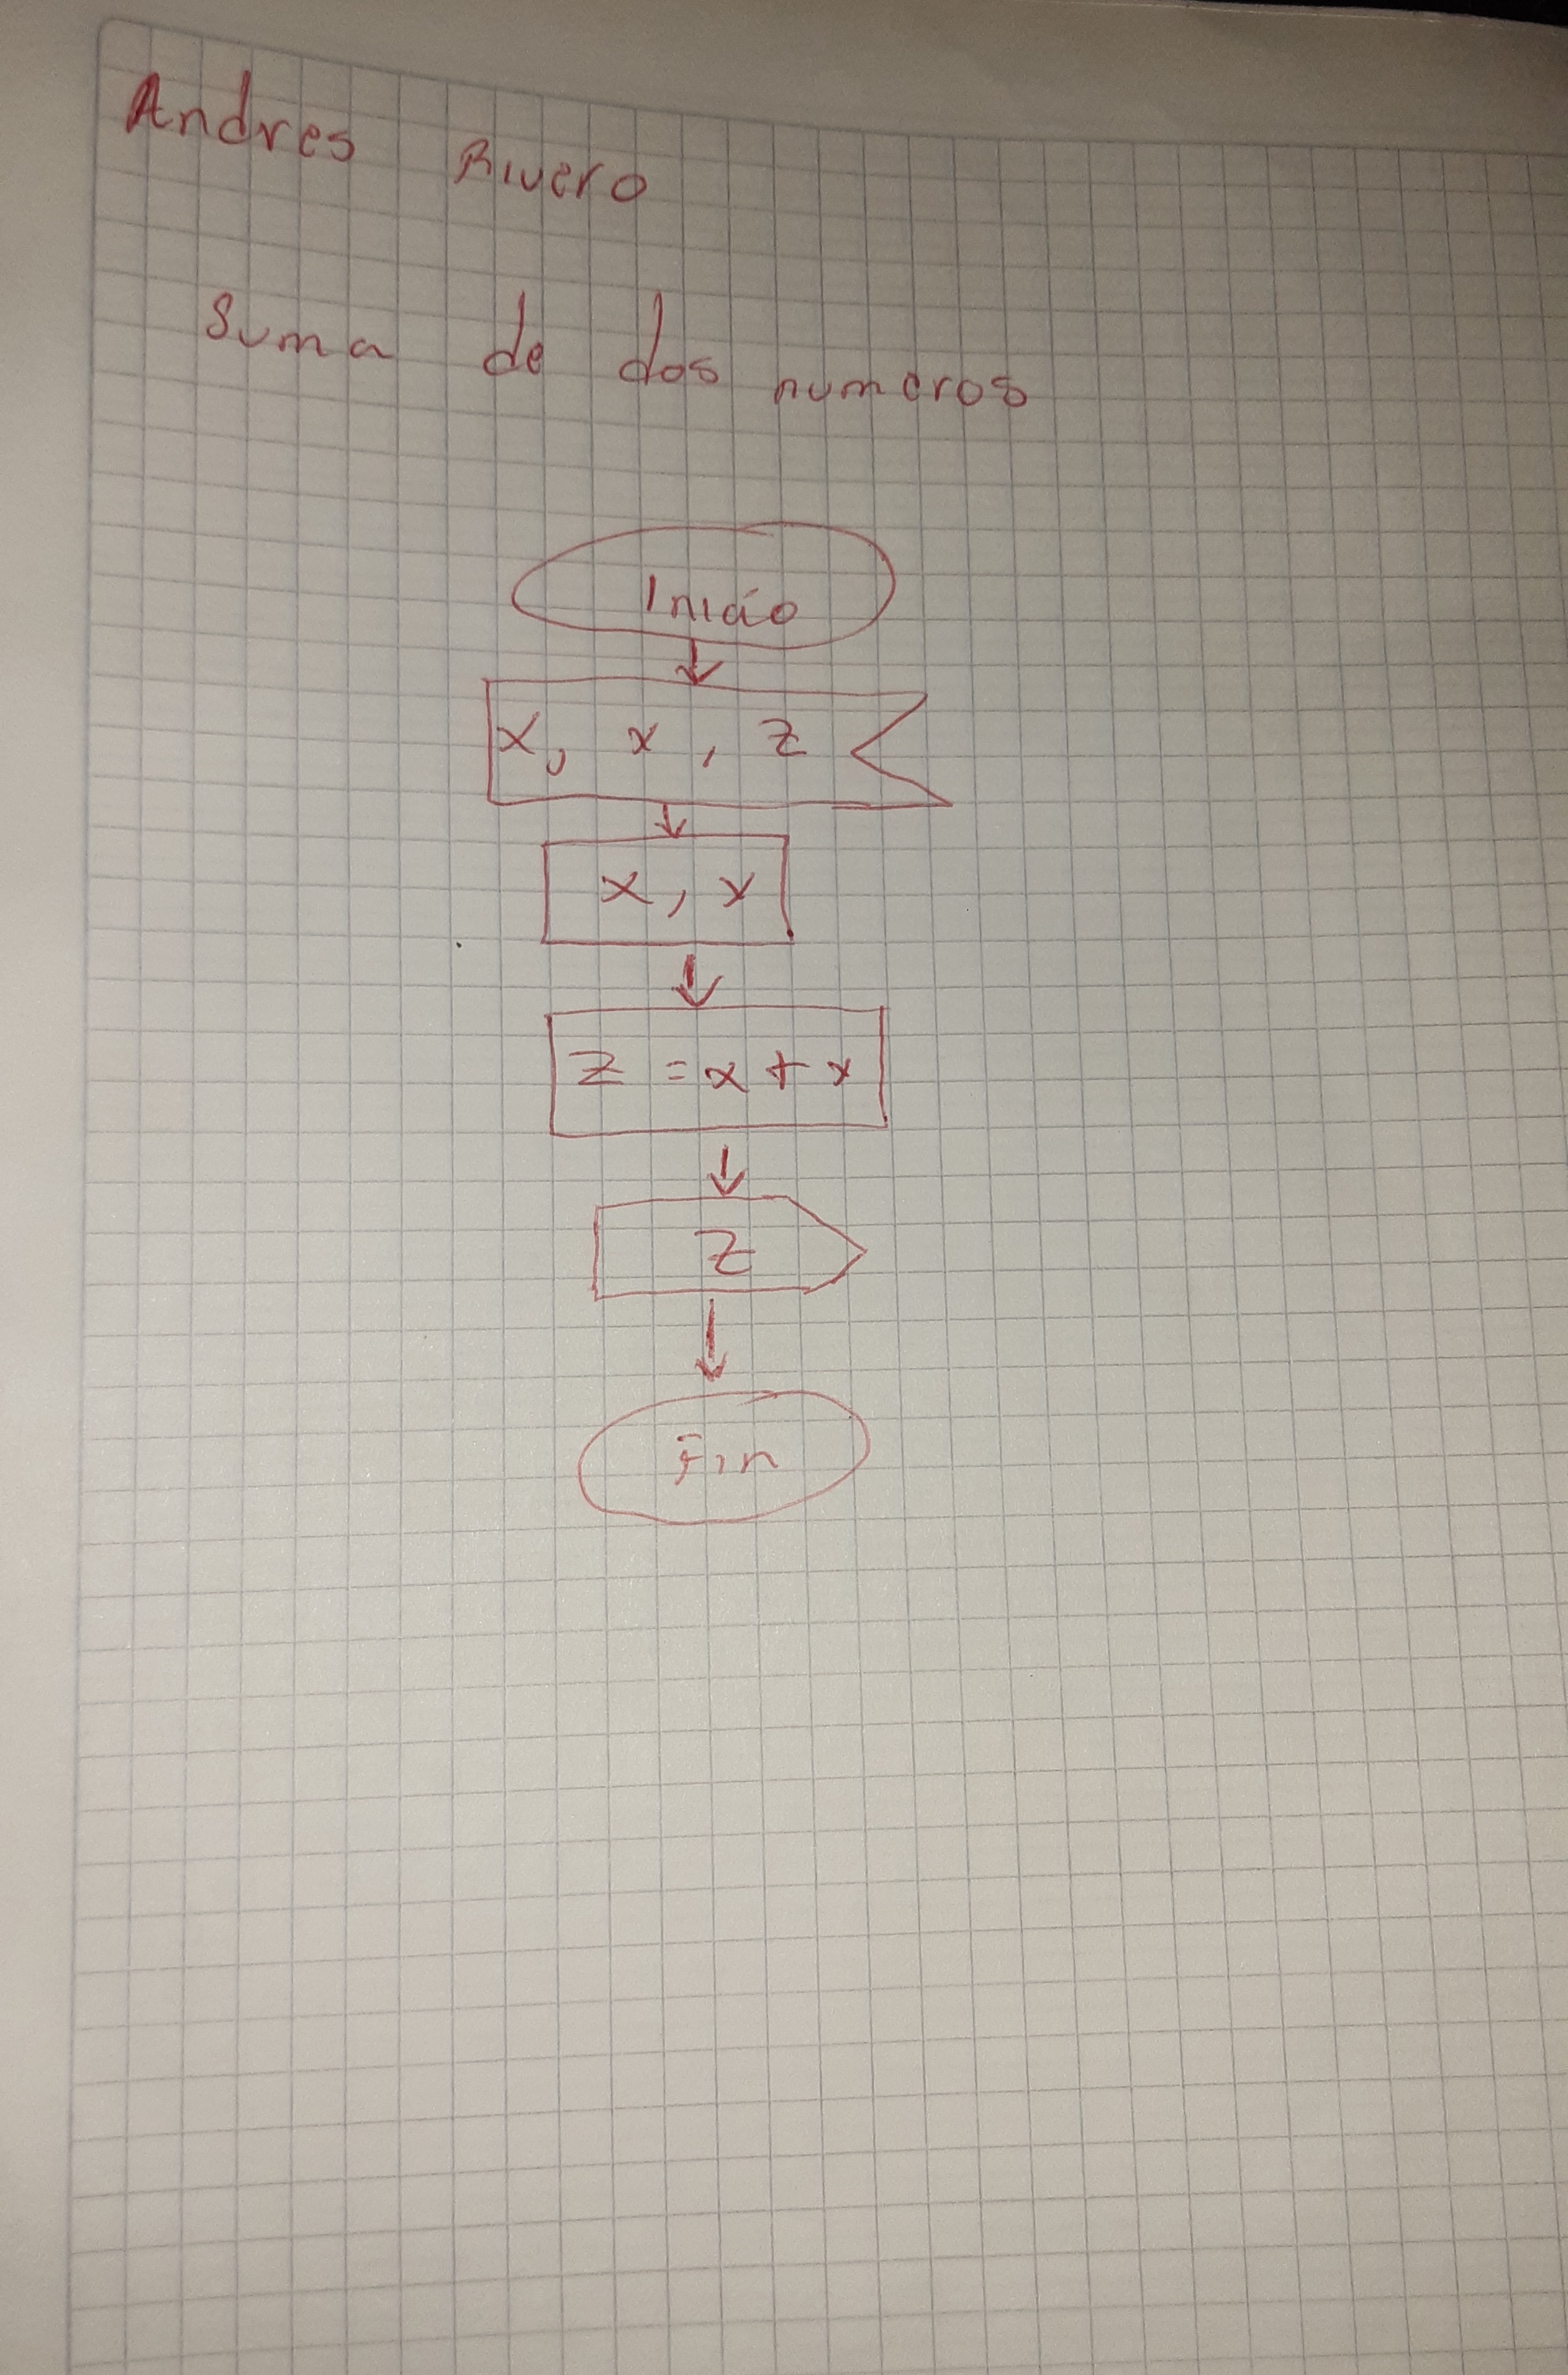 Andres Rivero
Suma de dos numeros
Inicio
X, x, z
x, x
z = x + x
z
Fin